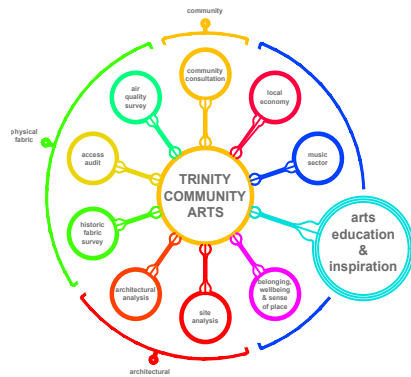 community
community
consultation
air
quality
survey
local
economy
physical
fabric
access
audit
music
sector
TRINITY
COMMUNITY
ARTS
arts
education
&
inspiration
historic
fabric
survey
architectural
analysis
belonging,
wellbeing
& sense
of place
site
analysis
architectural